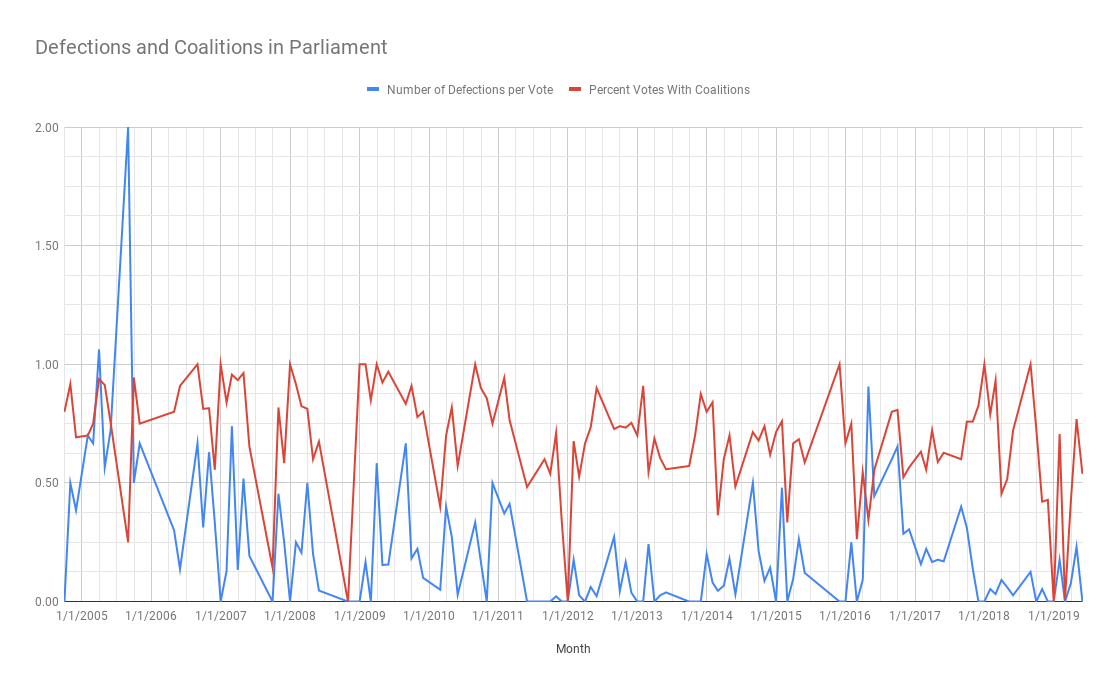 Defections and Coalitions in Parliament
Number of Defections per Vote Percent Votes With Coalitions
2.00
1.50
1.00
0.50
0.00
1/1/2005 1/1/2006 1/1/2007 1/1/2008 1/1/2009 1/1/2010 1/1/2011 1/1/2012 1/1/2013 1/1/2014 1/1/2015 1/1/2016 1/1/2017 1/1/2018 1/1/2019
Month